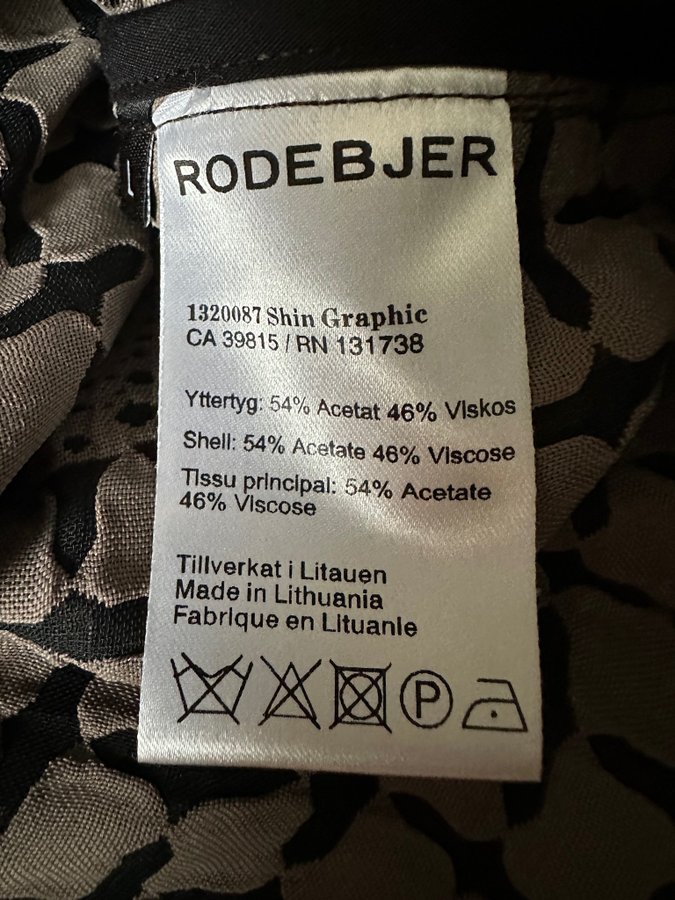 RODEBJER
1320087 Shin Graphic
CA 39815 / RN 131738
Yttertyg: 54% Acetat 46% Viskos
Shell: 54% Acetate 46% Viscose
Tissu principal: 54% Acetate
46% Viscose
Tillverkat i Litauen
Made in Lithuania
Fabrique en Lituanie
P